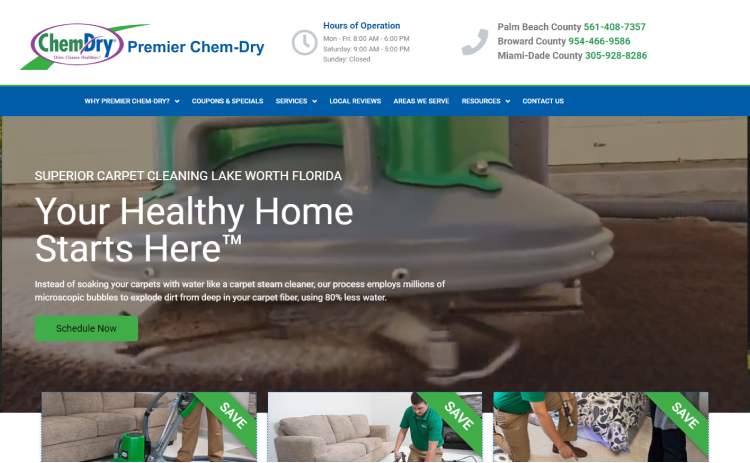 ChemDry®
Drier. Cleaner. Healthier.®
Premier Chem-Dry
Hours of Operation
Mon - Fri: 8:00 AM - 6:00 PM
Saturday: 9:00 AM - 5:00 PM
Sunday: Closed
Palm Beach County 561-408-7357
Broward County 954-466-9586
Miami-Dade County 305-928-8286
WHY PREMIER CHEM-DRY?
COUPONS & SPECIALS
SERVICES
LOCAL REVIEWS
AREAS WE SERVE
RESOURCES
CONTACT US
SUPERIOR CARPET CLEANING LAKE WORTH FLORIDA
Your Healthy Home
Starts Here™
Instead of soaking your carpets with water like a carpet steam cleaner, our process employs millions of
microscopic bubbles to explode dirt from deep in your carpet fiber, using 80% less water.
Schedule Now
SAVE
SAVE
SAVE